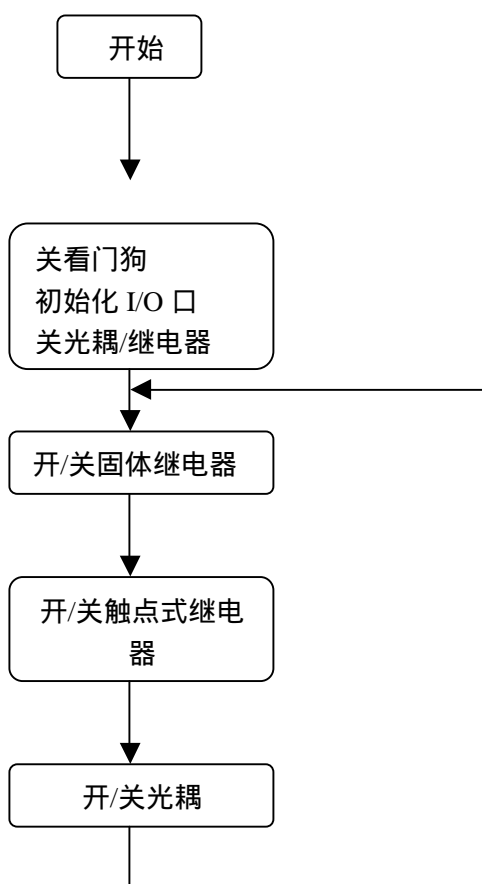 开始
关看门狗
初始化 I/O 口
关光耦/继电器
开/关固体继电器
开/关触点式继电
器
开/关光耦